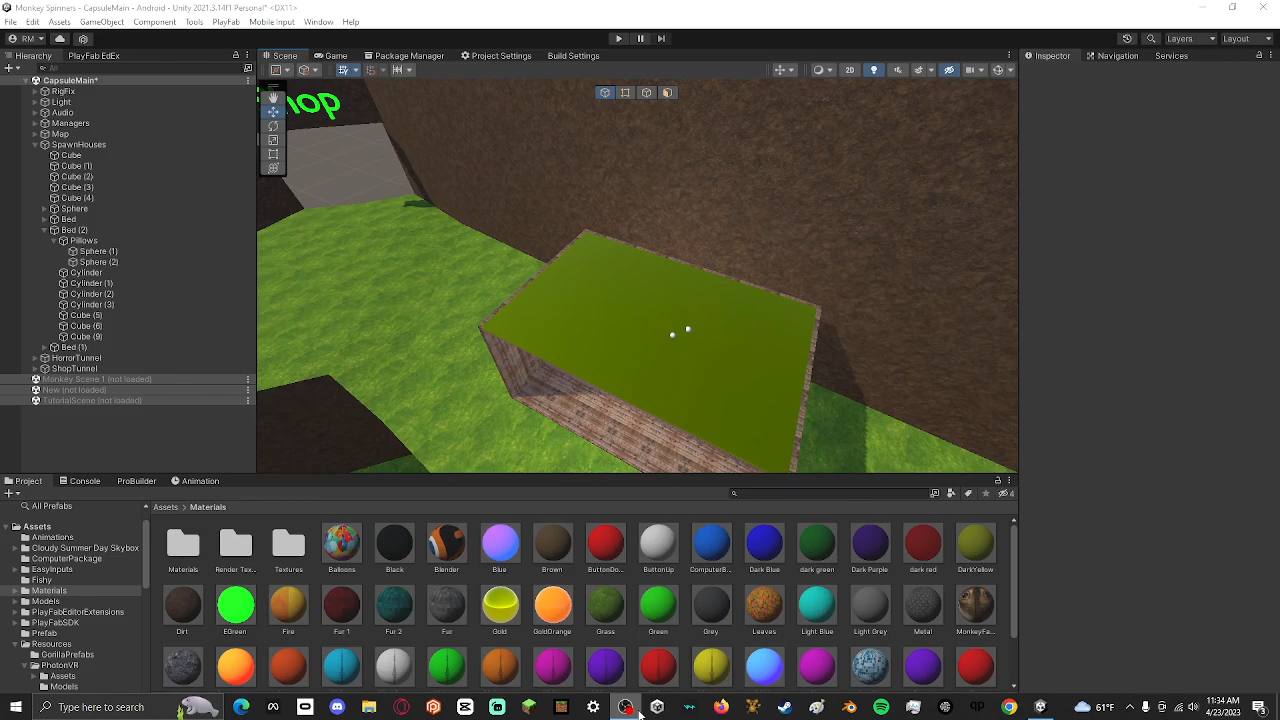 Monkey Spinners - CapsuleMain - Android - Unity 2021.3.14f1 Personal* <DX11>
File Edit Assets GameObject Component Tools PlayFab Mobile Input Window Help
RM Layers Layout
Hierarchy PlayFab EdEx Scene Game Package Manager Project Settings Build Settings Inspector Navigation Services
All 2D
CapsuleMain*
RigFix
Light
Audio
Managers
Map
SpawnHouses
Cube
Cube (1)
Cube (2)
Cube (3)
Cube (4)
Sphere
Bed
Bed (2)
Pillows
Sphere (1)
Sphere (2)
Cylinder
Cylinder (1)
Cylinder (2)
Cylinder (3)
Cube (5)
Cube (6)
Cube (9)
Bed (1)
HorrorTunnel
ShopTunnel
Monkey Scene 1 (not loaded)
New (not loaded)
TutorialScene (not loaded)
hop
Project Console ProBuilder Animation
4
All Prefabs
Assets
Animations
Cloudy Summer Day Skybox
ComputerPackage
EasyInputs
Fishy
Materials
Models
PlayFabEditorExtensions
PlayFabSDK
Prefab
Resources
GorillaPrefabs
PhotonVR
Assets
Models
Assets > Materials
Materials Render Tex... Textures Balloons Black Blender Blue Brown ButtonDo... ButtonUp ComputerB... Dark Blue dark green Dark Purple dark red DarkYellow
Dirt EGreen Fire Fur 1 Fur 2 Fur Gold GoldOrange Grass Green Grey Leaves Light Blue Light Grey Metal MonkeyFa...
Type here to search
qp
61°F
11:34 AM
4/23/2023